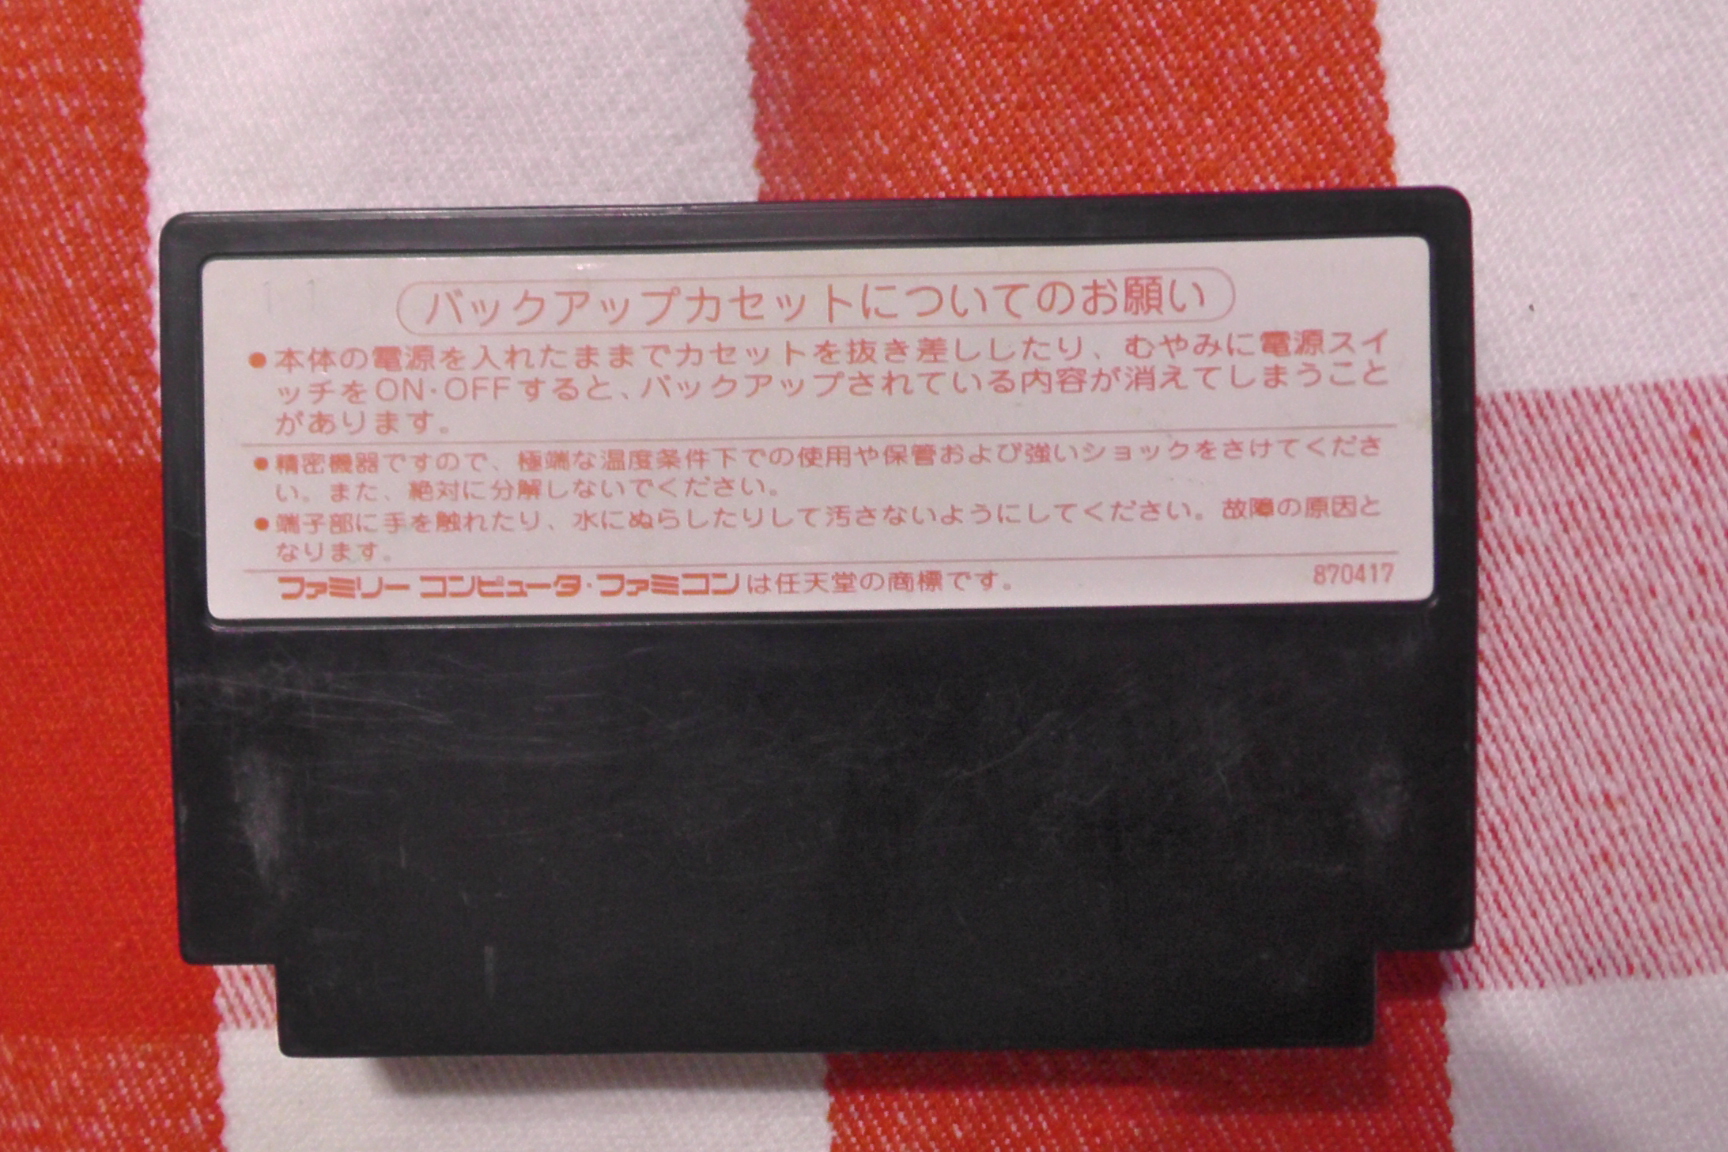 バックアップカセットについてのお願い
●本体の電源を入れたままでカセットを抜き差ししたり、むやみに電源スイ
ッチをON·OFFすると、バックアップされている内容が消えてしまうこと
があります。
●精密機器ですので、極端な温度条件下での使用や保管および強いショックをさけてくださ
い。また、絶対に分解しないでください。
●端子部に手を触れたり、水にぬらしたりして汚さないようにしてください。故障の原因と
なります。
ファミリー コンピュータ·ファミコンは任天堂の商標です。 870417